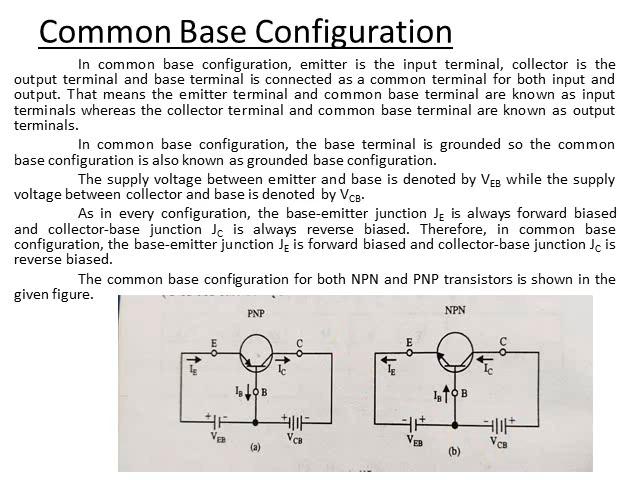 Common Base Configuration
In common base configuration, emitter is the input terminal, collector is the
output terminal and base terminal is connected as a common terminal for both input and
output. That means the emitter terminal and common base terminal are known as input
terminals whereas the collector terminal and common base terminal are known as output
terminals.
In common base configuration, the base terminal is grounded so the common
base configuration is also known as grounded base configuration.
The supply voltage between emitter and base is denoted by VEB while the supply
voltage between collector and base is denoted by VCB.
As in every configuration, the base-emitter junction JE is always forward biased
and collector-base junction JC is always reverse biased. Therefore, in common base
configuration, the base-emitter junction JE is forward biased and collector-base junction JC is
reverse biased.
The common base configuration for both NPN and PNP transistors is shown in the
given figure.
PNP
E
C
IE
IC
IB
B
+ -
+ -
VEB
VCB
(a)
NPN
E
C
IE
IC
IB
B
- +
- +
VEB
VCB
(b)